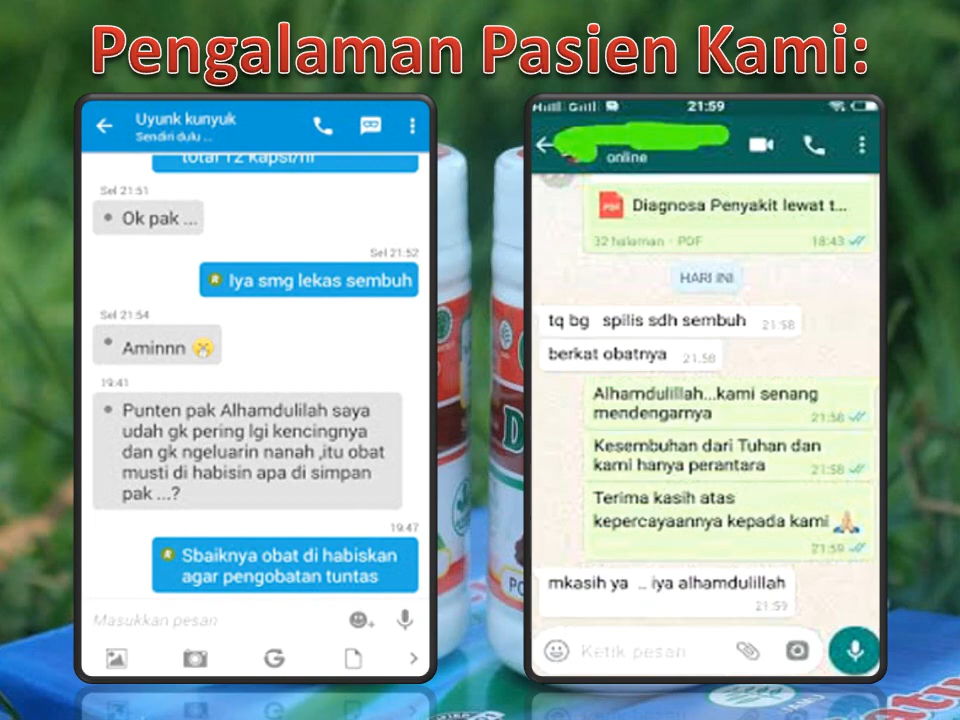 Pengalaman Pasien Kami:
Uyunk kunyuk
Sendiri dulu ...
total 12 kapsl/hr
Sel 21:51
Ok pak ...
Sel 21:52
Iya smg lekas sembuh
Sel 21:54
Aminnn
19:41
Punten pak Alhamdulilah saya
udah gk pering lgi kencingnya
dan gk ngeluarin nanah ,itu obat
musti di habisin apa di simpan
pak ...?
19:47
Sbaiknya obat di habiskan
agar pengobatan tuntas
Masukkan pesan
21:59
online
PDF
Diagnosa Penyakit lewat t...
32 halaman · PDF
18:43
HARI INI
tq bg spilis sdh sembuh
21:58
berkat obatnya
21:58
Alhamdulillah...kami senang
mendengarnya
21:58
Kesembuhan dari Tuhan dan
kami hanya perantara
21:58
Terima kasih atas
kepercayaannya kepada kami
21:59
mkasih ya .. iya alhamdulillah
21:59
Ketik pesan
JAMU